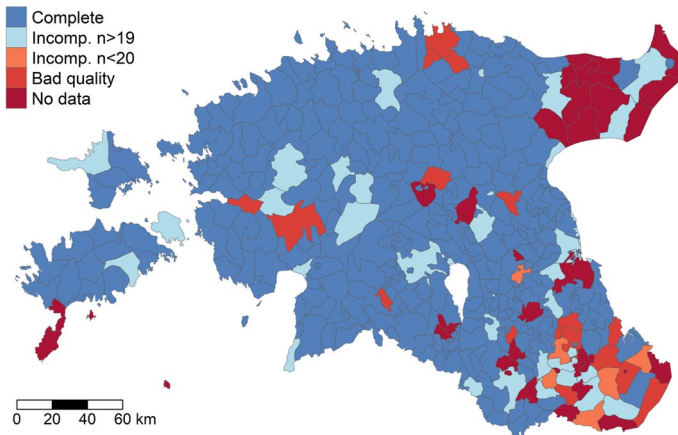 Complete
Incomp. n>19
Incomp. n<20
Bad quality
No data
0 20 40 60 km